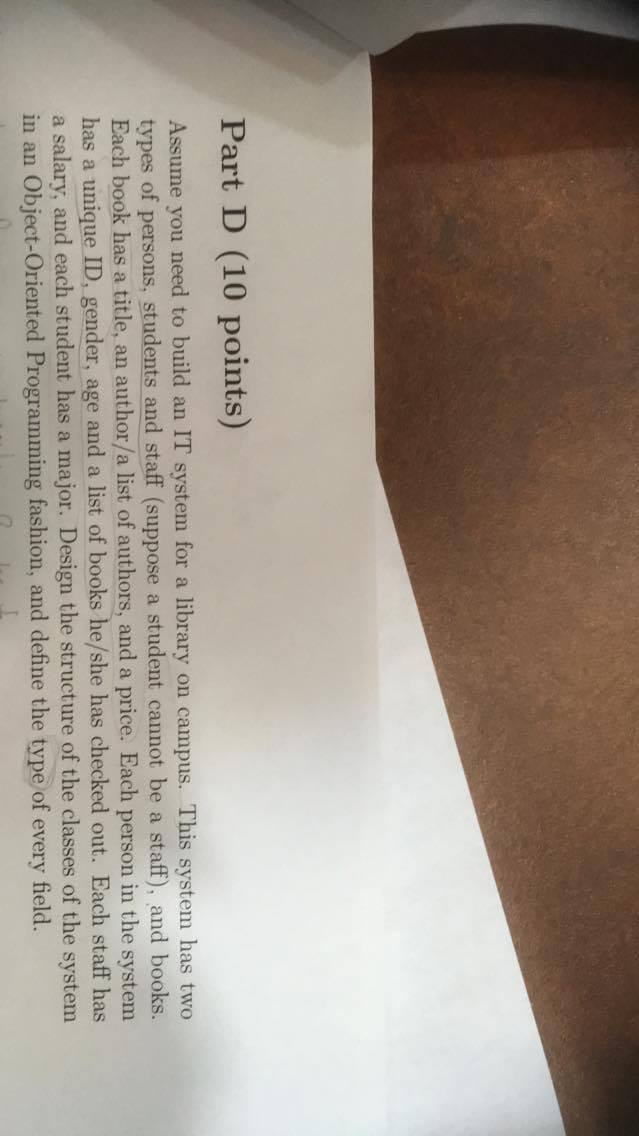 Part D (10 points)
Assume you need to build an IT system for a library on campus. This system has two
types of persons, students and staff (suppose a student cannot be a staff), and books.
Each book has a title, an author/a list of authors, and a price. Each person in the system
has a unique ID, gender, age and a list of books he/she has checked out. Each staff has
a salary, and each student has a major. Design the structure of the classes of the system
in an Object-Oriented Programming fashion, and define the type of every field.